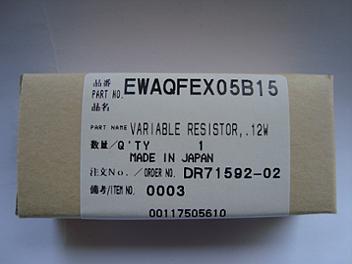 品番
PART NO. EWAQFEX05B15
品名
PART NAME VARIABLE RESISTOR,.12W
数量/Q'TY 1
MADE IN JAPAN
注文No./ORDER NO. DR71592-02
備考/ITEM NO. 0003
00117505610